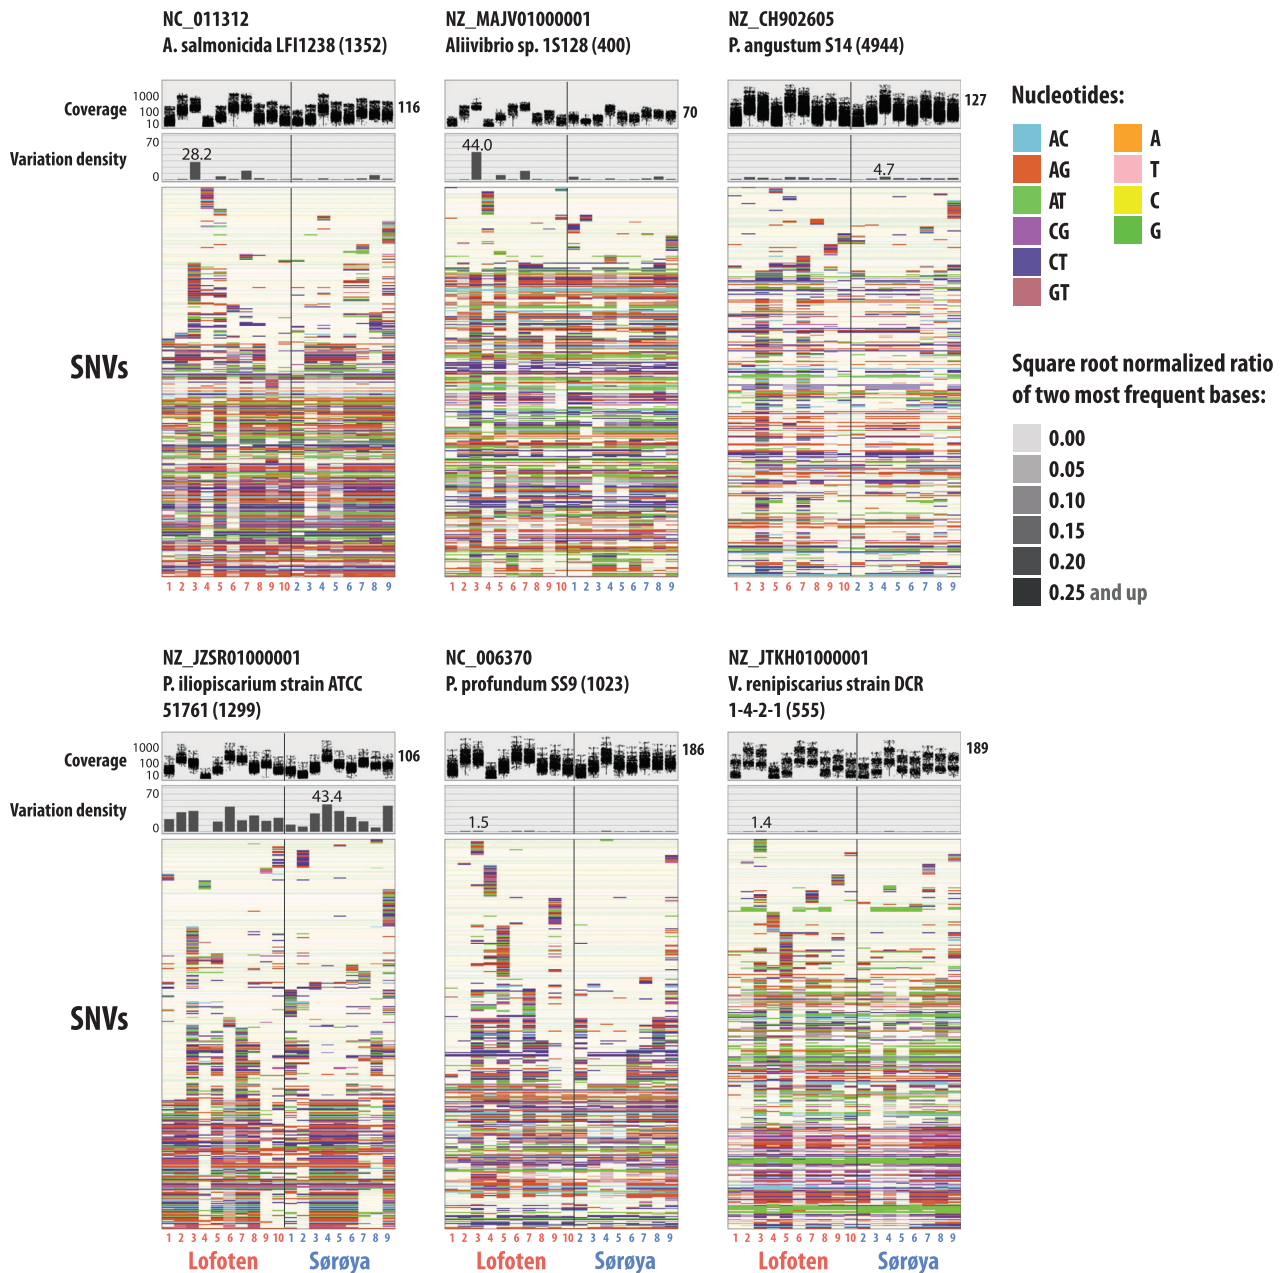 NC_011312
A. salmonicida LFI1238 (1352)
NZ_MAJV01000001
Aliivibrio sp. 1S128 (400)
NZ_CH902605
P. angustum S14 (4944)
Coverage
1000
100
10
116
70
127
Variation density
70
0
28.2
44.0
4.7
SNVs
1 2 3 4 5 6 7 8 9 10 2 3 4 5 6 7 8 9
1 2 3 4 5 6 7 8 9 10 1 2 3 4 5 6 7 8 9
1 2 3 4 5 6 7 8 9 10 2 3 4 5 6 7 8 9
Nucleotides:
AC A
AG T
AT C
CG G
CT
GT
Square root normalized ratio
of two most frequent bases:
0.00
0.05
0.10
0.15
0.20
0.25 and up
NZ_JZSR01000001
P. iliopiscarium strain ATCC
51761 (1299)
NC_006370
P. profundum SS9 (1023)
NZ_JTKH01000001
V. renipiscarius strain DCR
1-4-2-1 (555)
Coverage
1000
100
10
106
186
189
Variation density
70
0
43.4
1.5
1.4
SNVs
1 2 3 4 5 6 7 8 9 10 1 2 3 4 5 6 7 8 9
1 2 3 4 5 6 7 8 9 10 2 3 4 5 6 7 8 9
1 2 3 4 5 6 7 8 9 10 2 3 4 5 6 7 8 9
Lofoten Sørøya
Lofoten Sørøya
Lofoten Sørøya